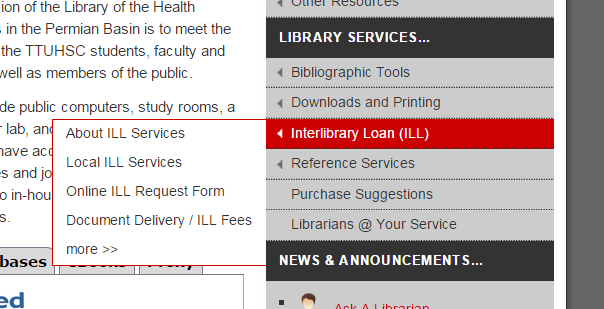 sion of the Library of the Health
s in the Permian Basin is to meet the
the TTUHSC students, faculty and
well as members of the public.
de public computers, study rooms, a
r lab, and
have acc
es and jo
o in-hou
s.
About ILL Services
Local ILL Services
Online ILL Request Form
Document Delivery / ILL Fees
more >>
bases
Other Resources
LIBRARY SERVICES...
Bibliographic Tools
Downloads and Printing
Interlibrary Loan (ILL)
Reference Services
Purchase Suggestions
Librarians @ Your Service
NEWS & ANNOUNCEMENTS...
Ask A Librarian
ed